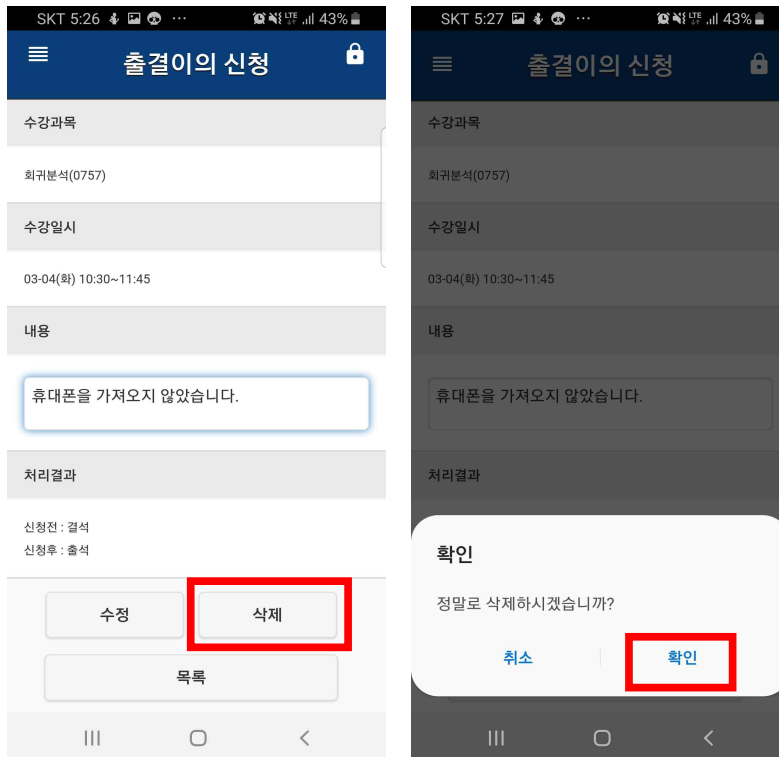 SKT 5:26 ··· LTE 43%
출결이의 신청
수강과목
회귀분석(0757)
수강일시
03-04(화) 10:30~11:45
내용
휴대폰을 가져오지 않았습니다.
처리결과
신청전 : 결석
신청후 : 출석
수정 삭제
목록
SKT 5:27 ··· LTE 43%
출결이의 신청
수강과목
회귀분석(0757)
수강일시
03-04(화) 10:30~11:45
내용
휴대폰을 가져오지 않았습니다.
처리결과
확인
정말로 삭제하시겠습니까?
취소 확인